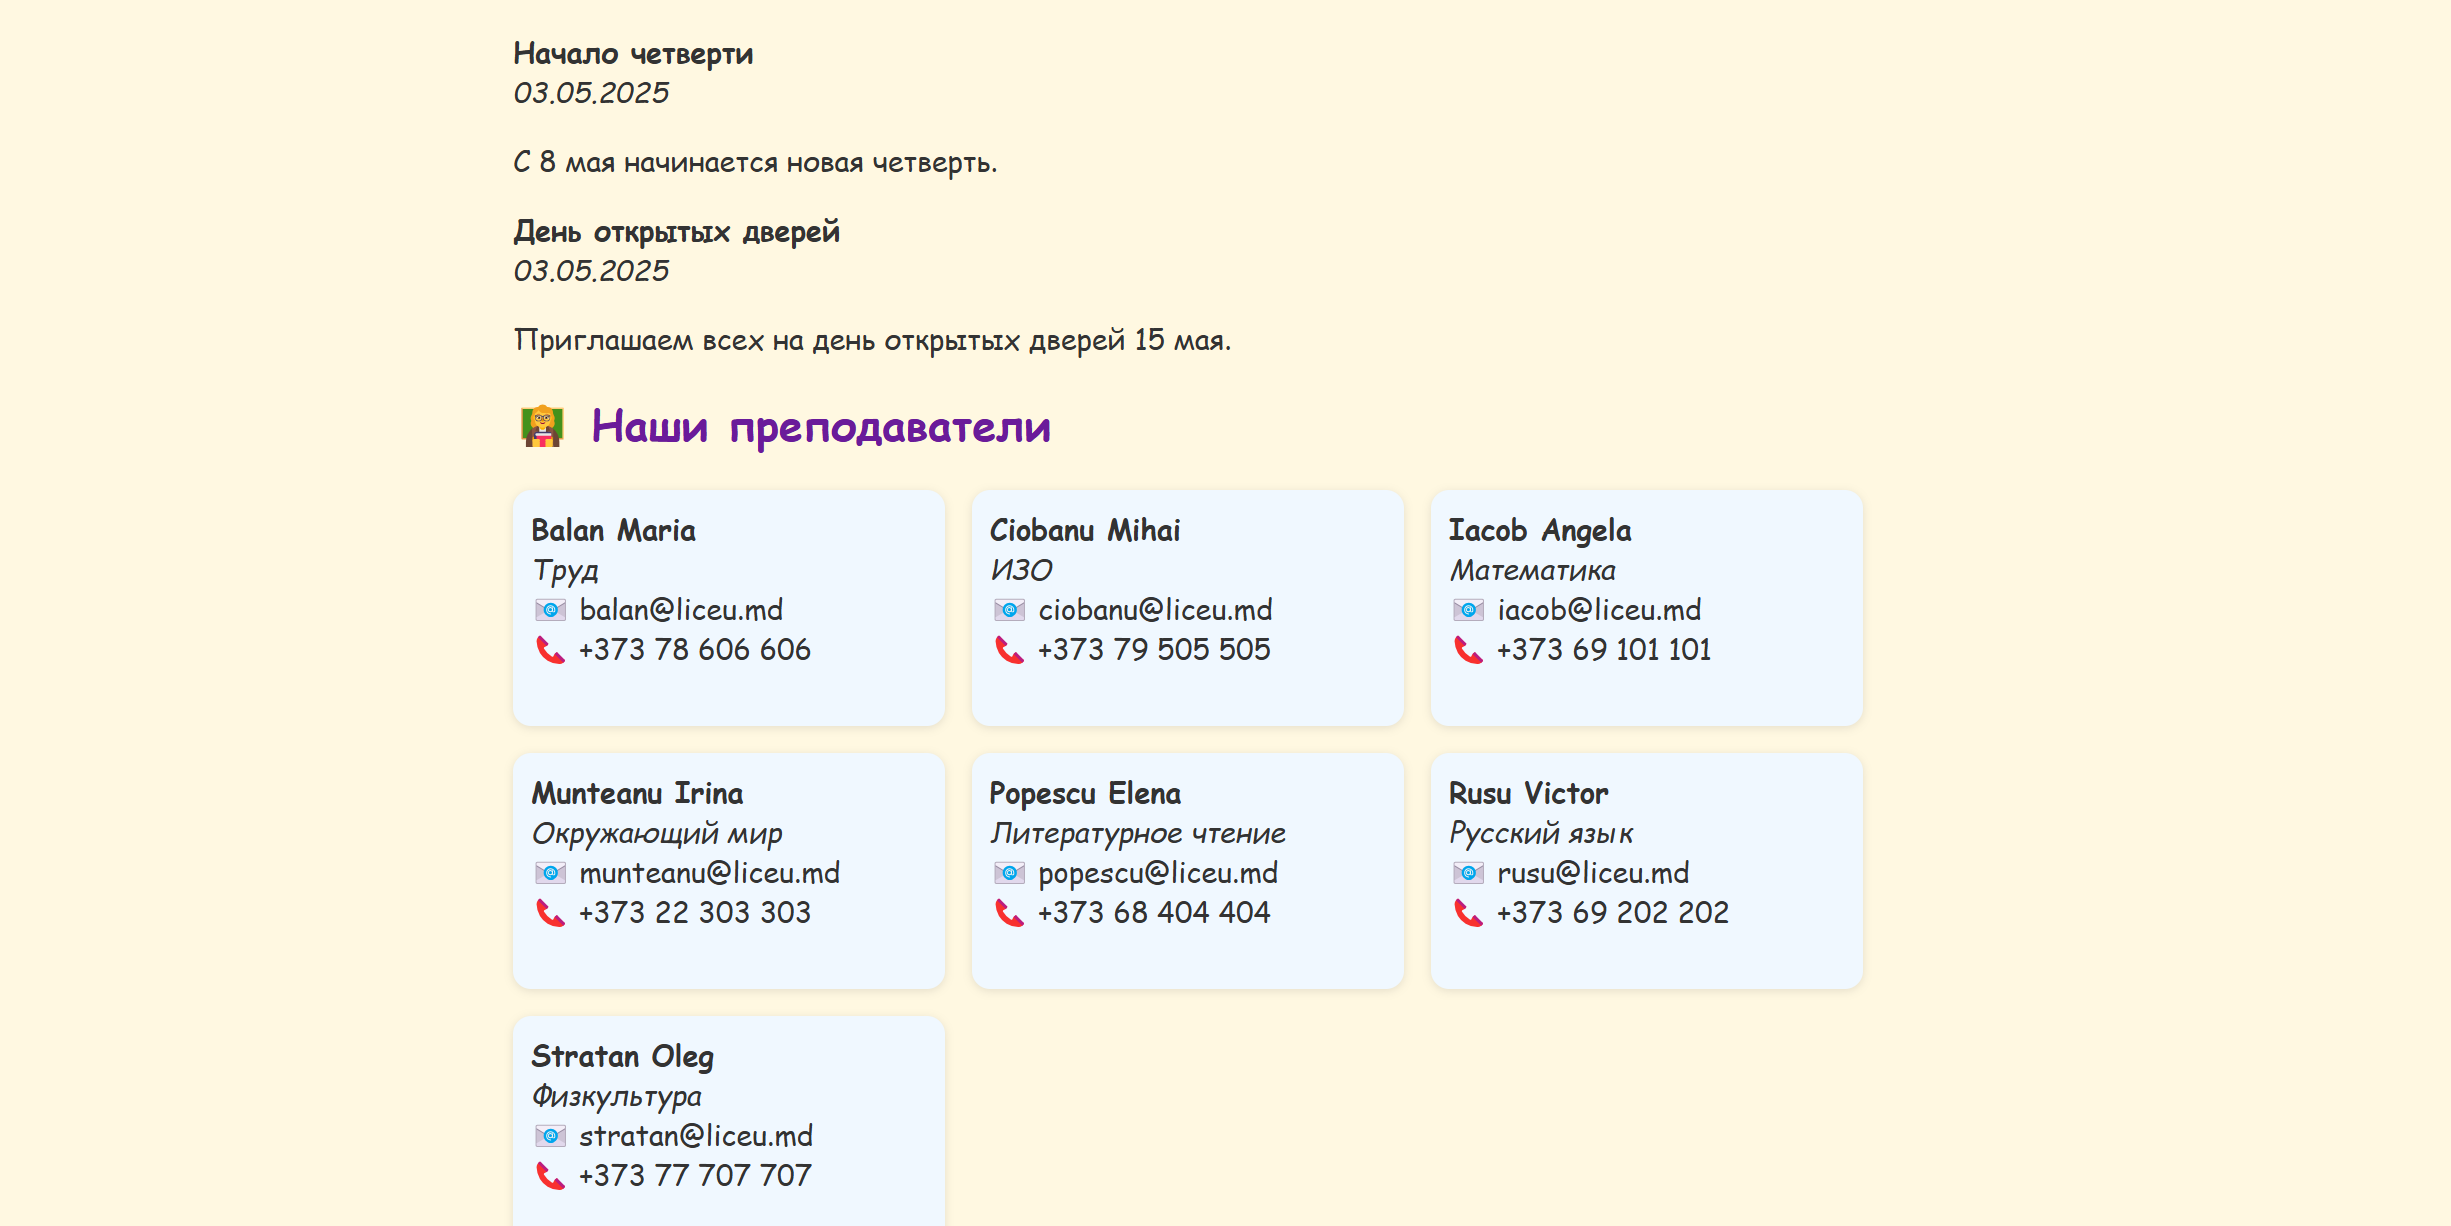 Начало четверти
03.05.2025
С 8 мая начинается новая четверть.
День открытых дверей
03.05.2025
Приглашаем всех на день открытых дверей 15 мая.
Наши преподаватели
Balan Maria
Труд
balan@liceu.md
+373 78 606 606
Ciobanu Mihai
ИЗО
ciobanu@liceu.md
+373 79 505 505
Iacob Angela
Математика
iacob@liceu.md
+373 69 101 101
Munteanu Irina
Окружающий мир
munteanu@liceu.md
+373 22 303 303
Popescu Elena
Литературное чтение
popescu@liceu.md
+373 68 404 404
Rusu Victor
Русский язык
rusu@liceu.md
+373 69 202 202
Stratan Oleg
Физкультура
stratan@liceu.md
+373 77 707 707